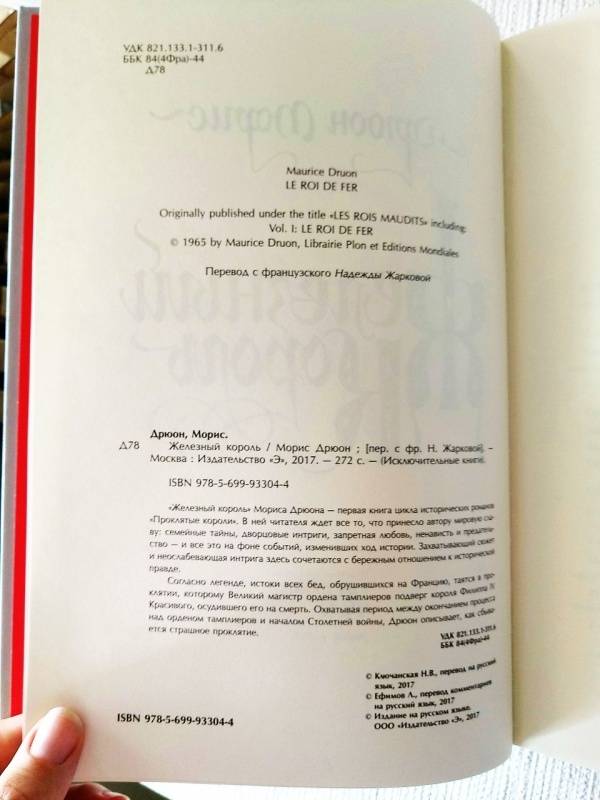 УДК 821.133.1-311.6
ББК 84(4Фра)-44
Д78
Maurice Druon
LE ROI DE FER
Originally published under the title «LES ROIS MAUDITS» including:
Vol. I: LE ROI DE FER
© 1965 by Maurice Druon, Librairie Plon et Editions Mondiales
Перевод с французского Надежды Жарковой
Дрюон, Морис.
Д78 Железный король / Морис Дрюон ; [пер. с фр. Н. Жарковой]. –
Москва : Издательство «Э», 2017. — 272 с. — (Исключительные книги).
ISBN 978-5-699-93304-4
«Железный король» Мориса Дрюона — первая книга цикла исторических романов
«Проклятые короли». В ней читателя ждет все то, что принесло автору мировую сла-
ву: семейные тайны, дворцовые интриги, запретная любовь, ненависть и предатель-
ство — и все это на фоне событий, изменивших ход истории. Захватывающий сюжет
и неослабевающая интрига здесь сочетаются с бережным отношением к исторической
правде.
Согласно легенде, истоки всех бед, обрушившихся на Францию, таятся в про-
клятии, которому Великий магистр ордена тамплиеров подверг короля Филиппа IV
Красивого, осудившего его на смерть. Охватывая период между окончанием процесса
над орденом тамплиеров и началом Столетней войны, Дрюон описывает, как сбыва-
ется страшное проклятие.
УДК 821.133.1-311.6
ББК 84(4Фра)-44
© Ключанская Н.В., перевод на русский
язык, 2017
© Ефимов Л., перевод комментариев
на русский язык, 2017
© Издание на русском языке.
ООО «Издательство «Э», 2017
ISBN 978-5-699-93304-4